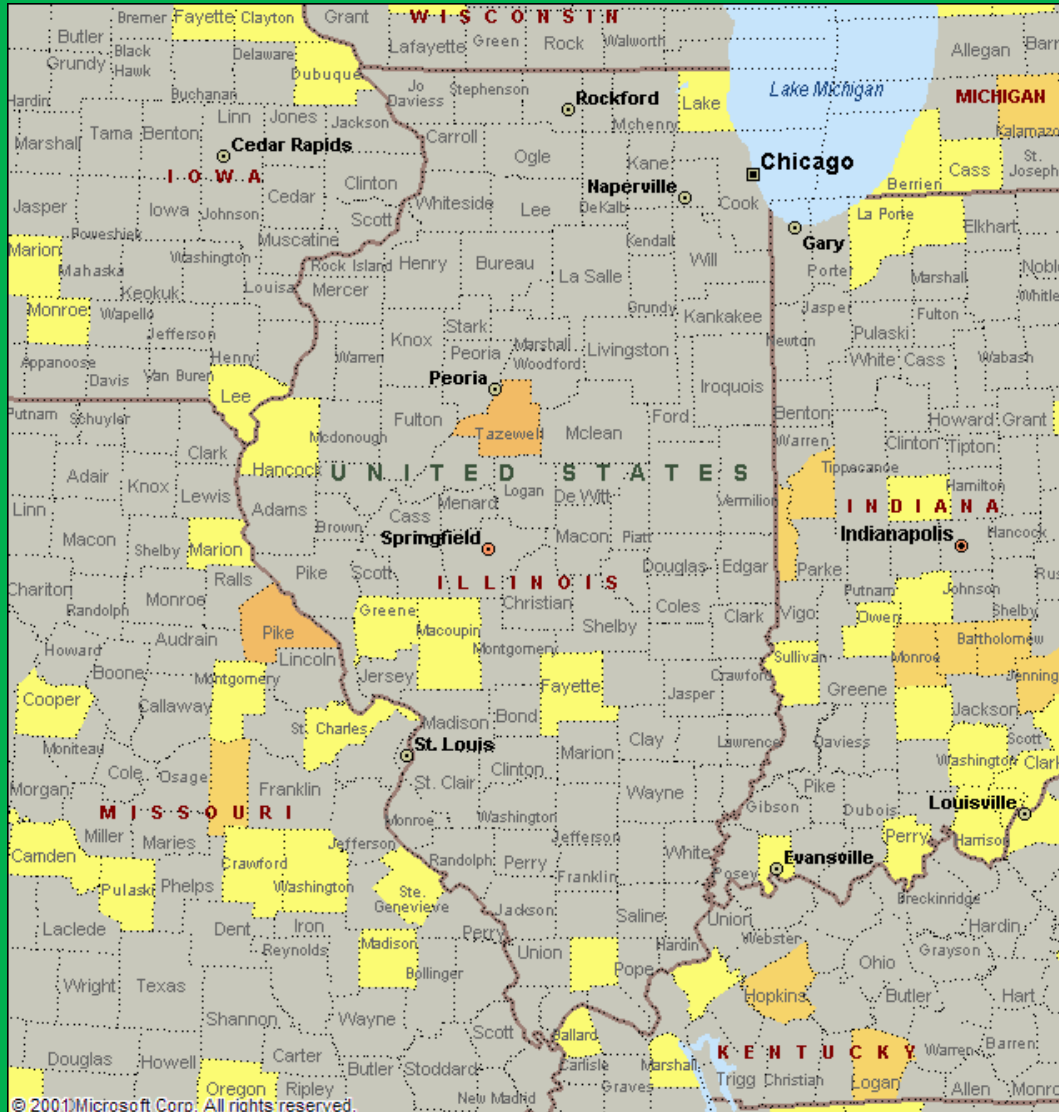 Bremer Fayette Clayton Grant WISCONSIN
Butler Lafayette Green Rock Walworth
Black Hawk
Grundy Delaware Allegan Barr
Dubuque
Hardin Buchanan Jo Daviess Stephenson Rockford Lake Lake Michigan MICHIGAN
Linn Jones Jackson Mchenry Kalamazo
Marshall Tama Benton Carroll
Cedar Rapids Ogle Kane Chicago St. Joseph
IOWA Clinton Naperville Cass
Jasper Iowa Johnson Cedar Scott Whiteside Lee DeKalb Cook Berrien
Poweshiek Muscatine La Porte
Marion Washington Kendall Gary Elkhart
Mahaska Rock Island Henry Bureau La Salle Will Porter Marshall Noble
Keokuk Louisa Mercer Grundy Jasper Fulton Whitle
Monroe Wapello Jefferson Stark Kankakee Pulaski
Appanoose Henry Warren Knox Peoria Marshall Livingston Newton White Cass Wabash
Davis Van Buren Woodford
Lee Peoria Iroquois
Putnam Schuyler Fulton Ford Benton Howard Grant
Clark Mcdonough Tazewell Mclean Warren Clinton Tipton
Adair Hancock UNITED STATES Tippecanoe
Knox Lewis Logan De Witt Vermilion Hamilton
Linn Adams Menard INDIANA
Macon Brown Cass Macon Piatt Indianapolis Hancock
Shelby Marion Springfield
Chariton Ralls Pike Scott ILLINOIS Douglas Edgar Parke Putnam Johnson Rus
Randolph Monroe Greene Christian Coles Clark Vigo Owen Shelby
Audrain Pike Macoupin Shelby
Howard Lincoln Montgomery Sullivan Monroe Bartholomew
Boone Montgomery Jersey Crawford Jenning
Cooper Callaway Fayette Jasper Greene
St. Charles Madison Bond Jackson
Moniteau St. Louis Clay Lawrence Daviess Scott
Cole Osage Marion Washington Clark
Morgan Franklin St. Clair Clinton Wayne Pike
MISSOURI Washington Gibson Dubois Louisville
Miller Maries Jefferson Monroe Jefferson Perry Harrison
Camden Crawford Randolph Perry White Evansville
Pulaski Phelps Washington Ste. Genevieve Franklin Posey Breckinridge
Laclede Dent Iron Jackson Saline Union Hardin
Reynolds Madison Perry Union Hardin Webster Grayson
Wright Texas Bollinger Pope Ohio
Shannon Wayne Hopkins Butler Hart
Scott Ballard
Douglas Howell Carter Carlisle Marshall KENTUCKY Warren Barren
Oregon Ripley Butler Stoddard Graves Trigg Christian Logan Allen Monro
New Madrid
© 2001 Microsoft Corp. All rights reserved.